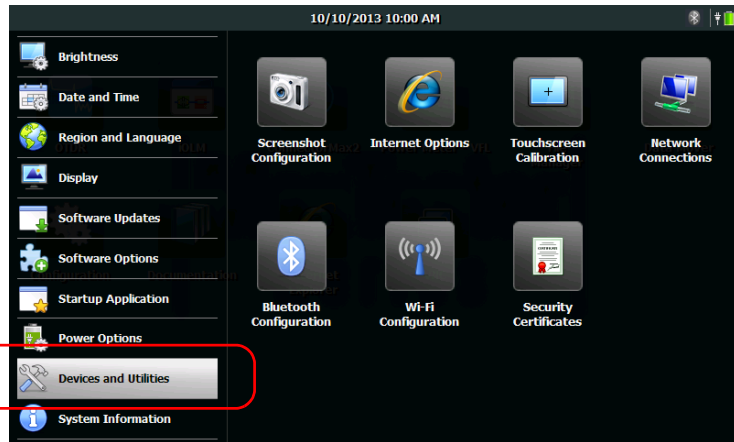 10/10/2013 10:00 AM
Brightness
Date and Time
Region and Language
Display
Software Updates
Software Options
Startup Application
Power Options
Devices and Utilities
System Information
Screenshot
Configuration
Internet Options
Touchscreen
Calibration
Network
Connections
Bluetooth
Configuration
Wi-Fi
Configuration
Security
Certificates